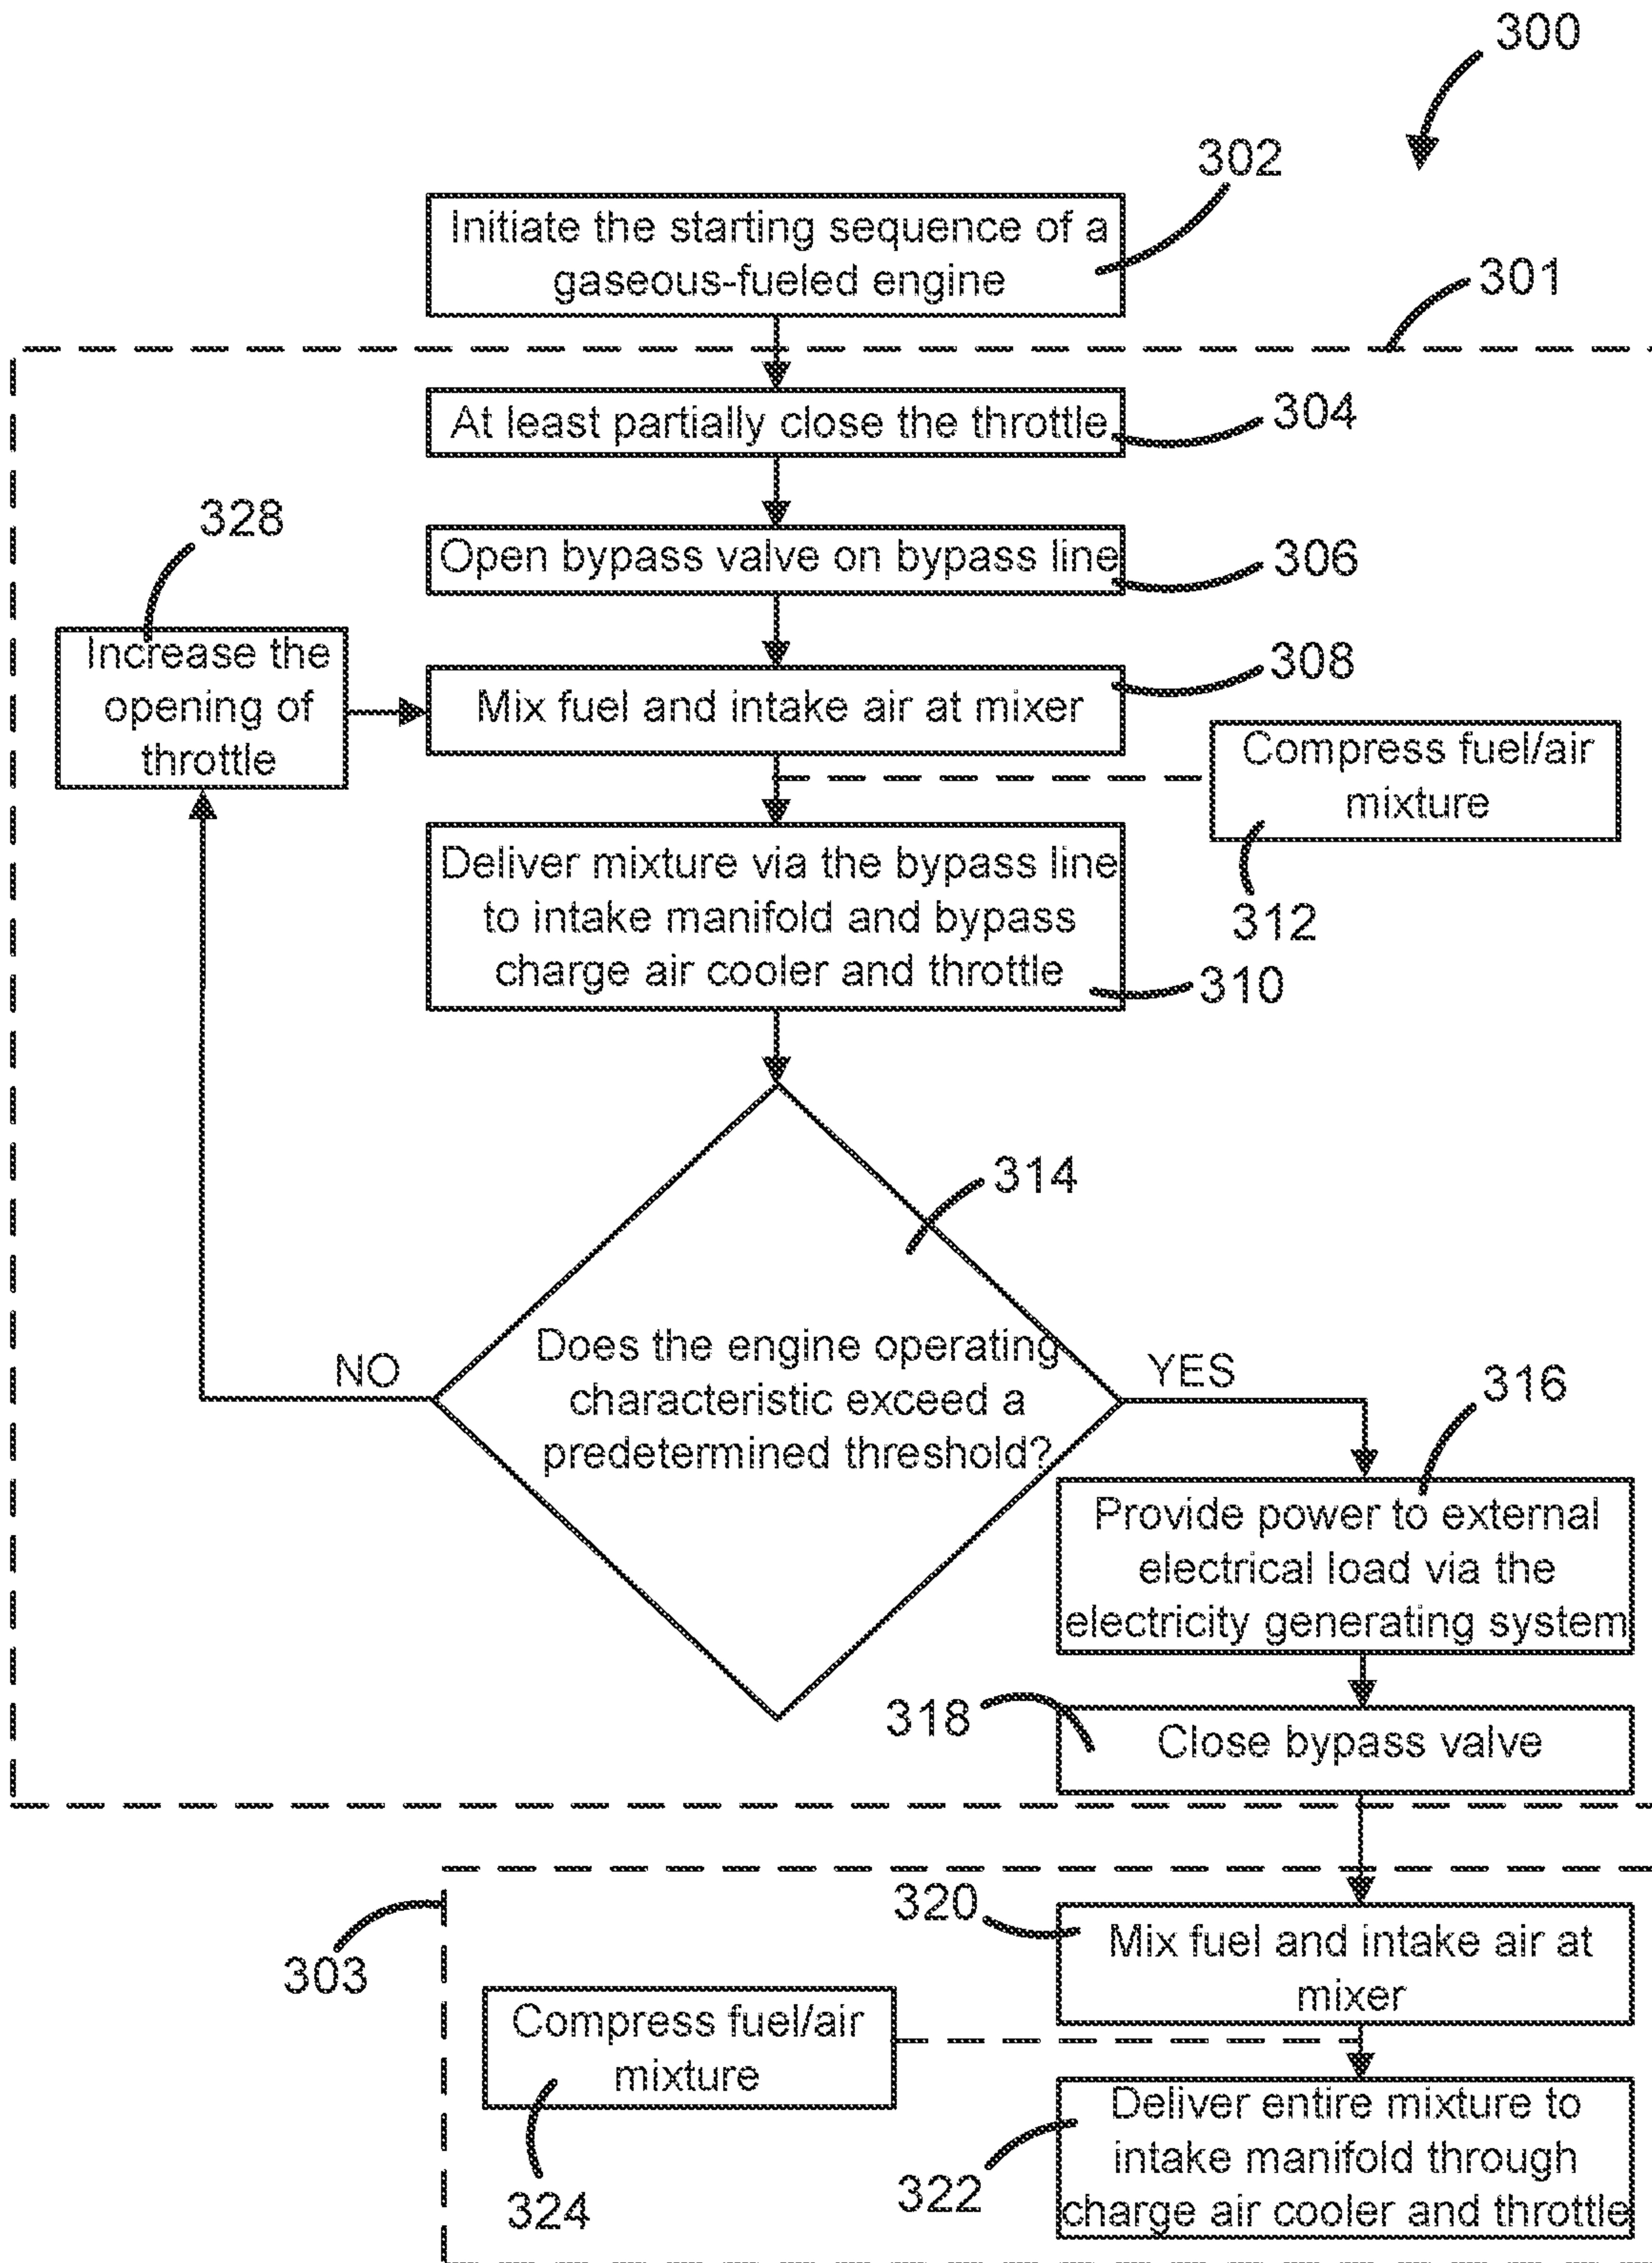 300
302
Initiate the starting sequence of a
gaseous-fueled engine
301
At least partially close the throttle
304
328
Open bypass valve on bypass line
306
Increase the
opening of
throttle
Mix fuel and intake air at mixer
308
Compress fuel/air
mixture
312
Deliver mixture via the bypass line
to intake manifold and bypass
charge air cooler and throttle
310
314
Does the engine operating
characteristic exceed a
predetermined threshold?
NO
YES
316
Provide power to external
electrical load via the
electricity generating system
318
Close bypass valve
320
Mix fuel and intake air at
mixer
303
Compress fuel/air
mixture
324
Deliver entire mixture to
intake manifold through
charge air cooler and throttle
322